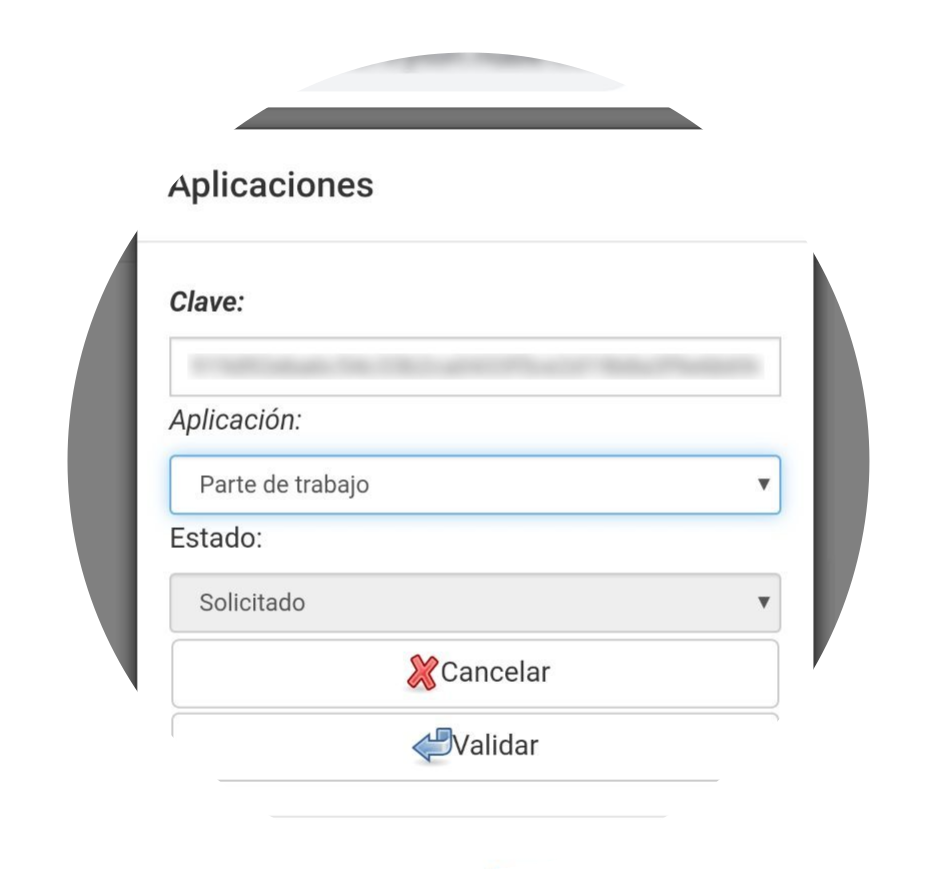 Aplicaciones
Clave:
Aplicación:
Parte de trabajo
Estado:
Solicitado
Cancelar
Validar